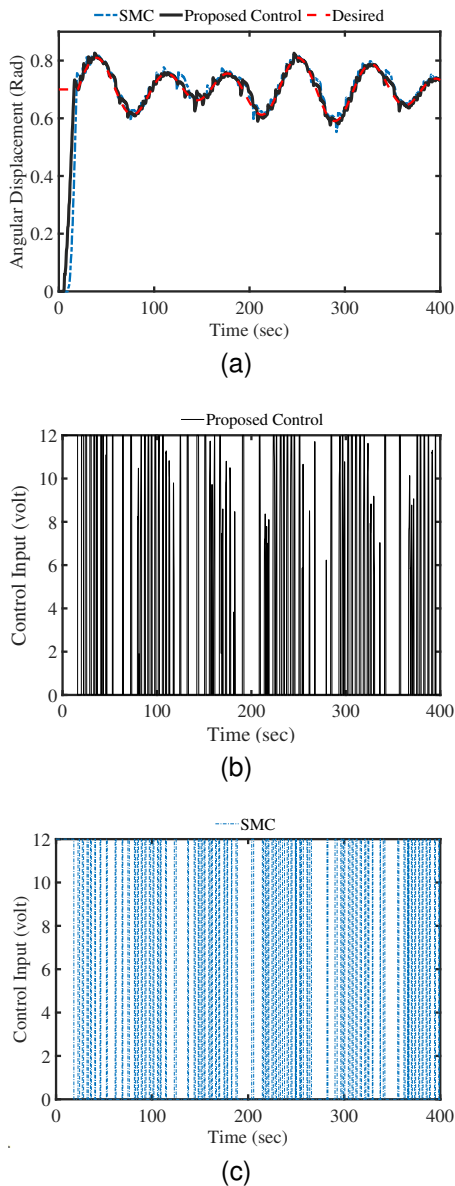 SMC Proposed Control Desired
Angular Displacement (Rad)
0.8
0.6
0.4
0.2
0
0 100 200 300 400
Time (sec)
(a)
Proposed Control
Control Input (volt)
12
10
8
6
4
2
0
0 100 200 300 400
Time (sec)
(b)
SMC
Control Input (volt)
12
10
8
6
4
2
0
0 100 200 300 400
Time (sec)
(c)